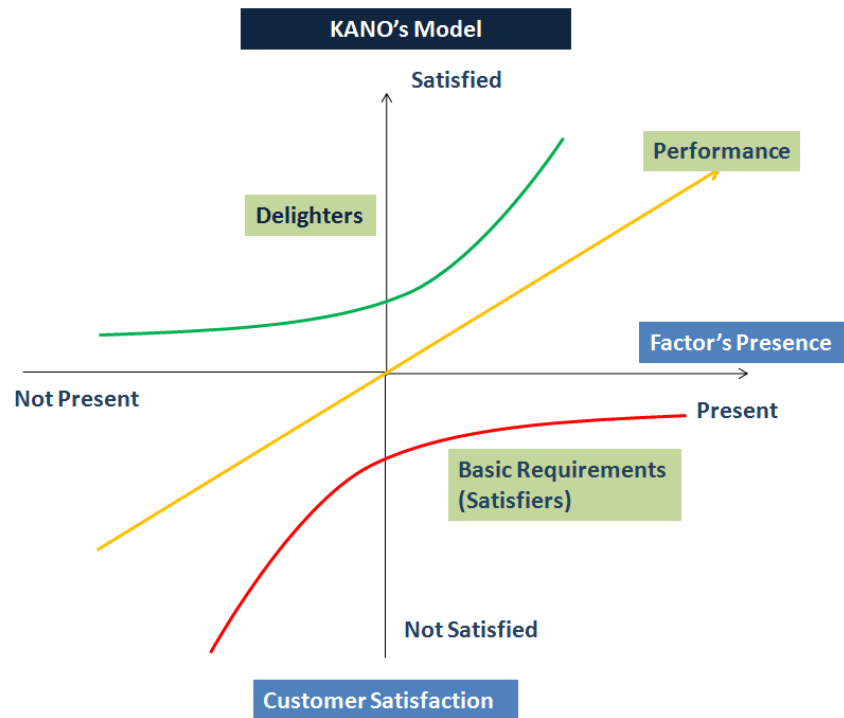 KANO's Model
Satisfied
Performance
Delighters
Factor's Presence
Not Present
Present
Basic Requirements
(Satisfiers)
Not Satisfied
Customer Satisfaction